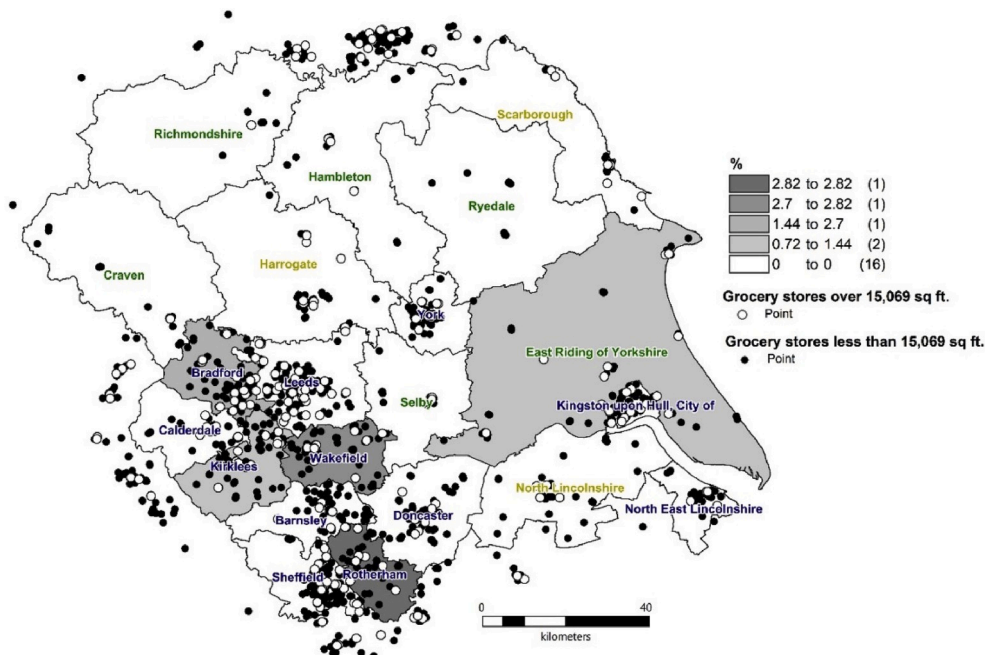 Richmondshire
Scarborough
Hambleton
Ryedale
Craven
Harrogate
York
East Riding of Yorkshire
Bradford
Leeds
Selby
Kingston upon Hull, City of
Calderdale
Kirklees
Wakefield
North Lincolnshire
North East Lincolnshire
Barnsley
Doncaster
Sheffield
Rotherham
%
2.82 to 2.82 (1)
2.7 to 2.82 (1)
1.44 to 2.7 (1)
0.72 to 1.44 (2)
0 to 0 (16)
Grocery stores over 15,069 sq ft.
Point
Grocery stores less than 15,069 sq ft.
Point
0 40
kilometers